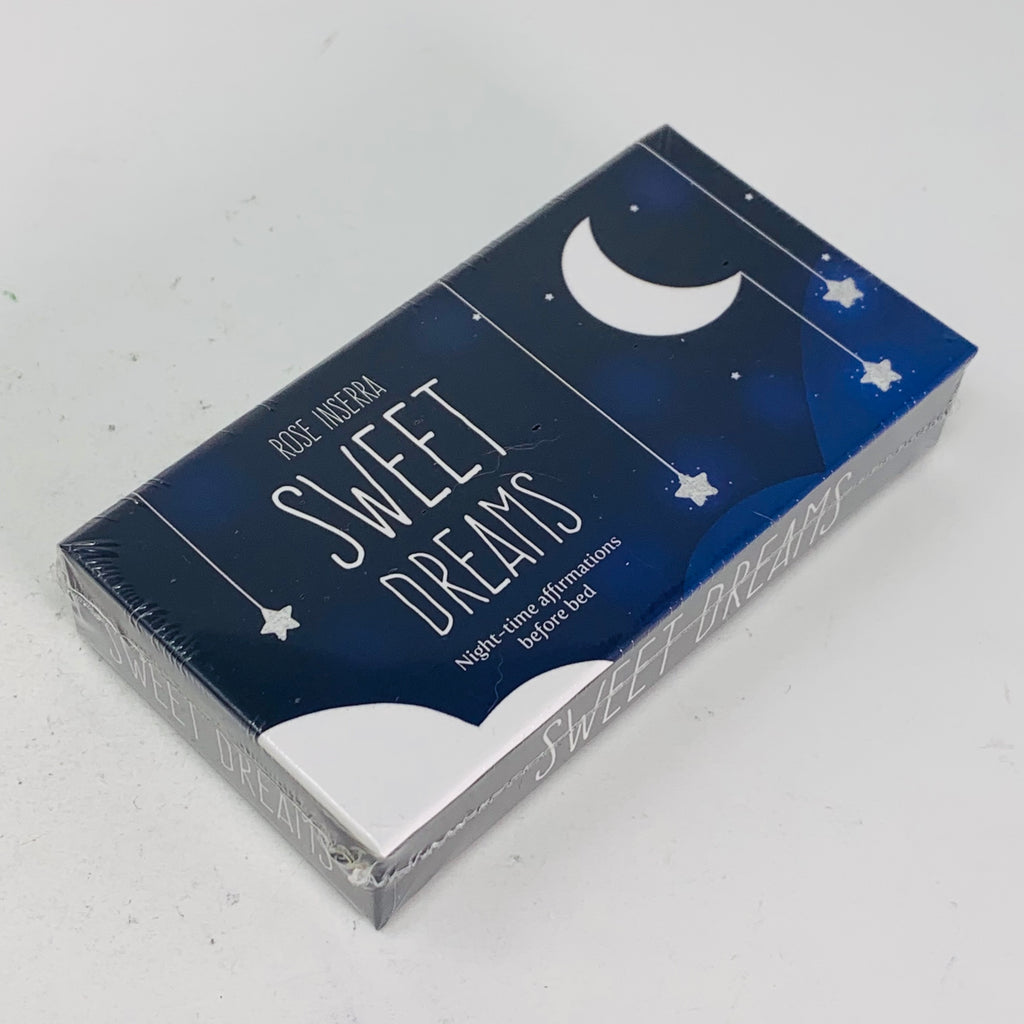 ROSE INSERRA
SWEET
DREAMS
Night-time affirmations
before bed
SWEET DREAMS
SWEET DREAMS